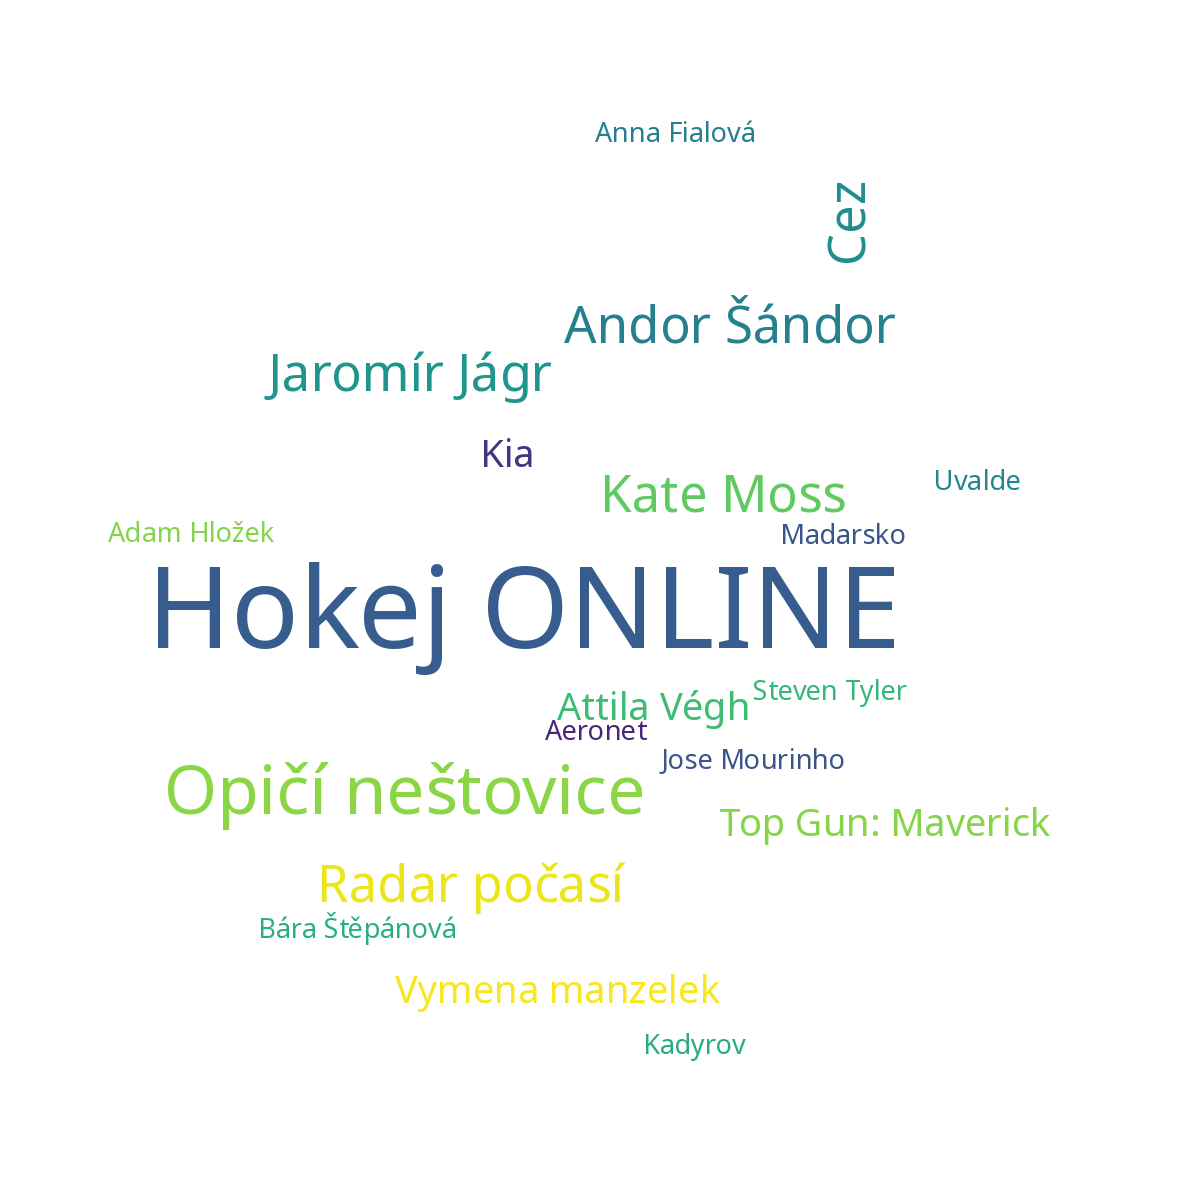 Anna Fialová
Cez
Andor Šándor
Jaromír Jágr
Kia
Kate Moss
Uvalde
Adam Hložek
Madarsko
Hokej ONLINE
Steven Tyler
Attila Végh
Aeronet
Jose Mourinho
Opičí neštovice
Top Gun: Maverick
Radar počasí
Bára Štěpánová
Vymena manzelek
Kadyrov